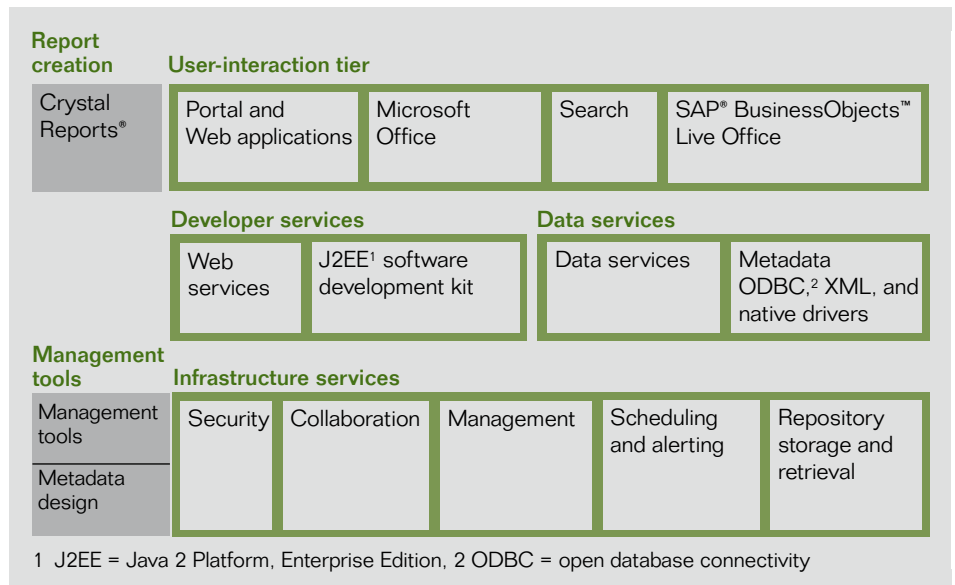 Report
creation
User-interaction tier
Crystal
Reports®
Portal and
Web applications
Microsoft
Office
Search
SAP® BusinessObjects™
Live Office
Developer services
Web
services
J2EE¹ software
development kit
Data services
Data services
Metadata
ODBC,² XML, and
native drivers
Management
tools
Management
tools
Metadata
design
Infrastructure services
Security
Collaboration
Management
Scheduling
and alerting
Repository
storage and
retrieval
1 J2EE = Java 2 Platform, Enterprise Edition, 2 ODBC = open database connectivity